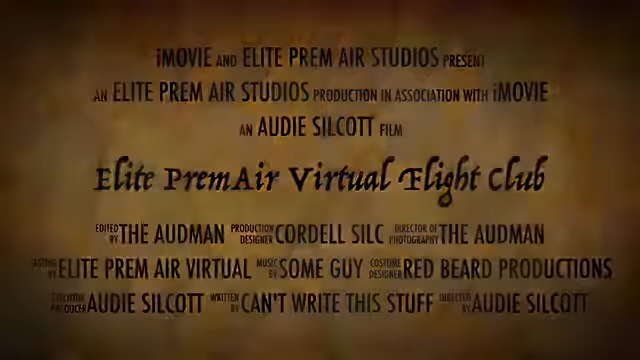 iMOVIE AND ELITE PREM AIR STUDIOS PRESENT
AN ELITE PREM AIR STUDIOS PRODUCTION IN ASSOCIATION WITH iMOVIE
AN AUDIE SILCOTT FILM
Elite PremAir Virtual Flight Club
EDITED BY THE AUDMAN PRODUCTION DESIGNER CORDELL SILC DIRECTOR OF PHOTOGRAPHY THE AUDMAN
CASTING BY ELITE PREM AIR VIRTUAL MUSIC BY SOME GUY COSTUME DESIGNER RED BEARD PRODUCTIONS
EXECUTIVE PRODUCER AUDIE SILCOTT WRITTEN BY CAN'T WRITE THIS STUFF DIRECTED BY AUDIE SILCOTT